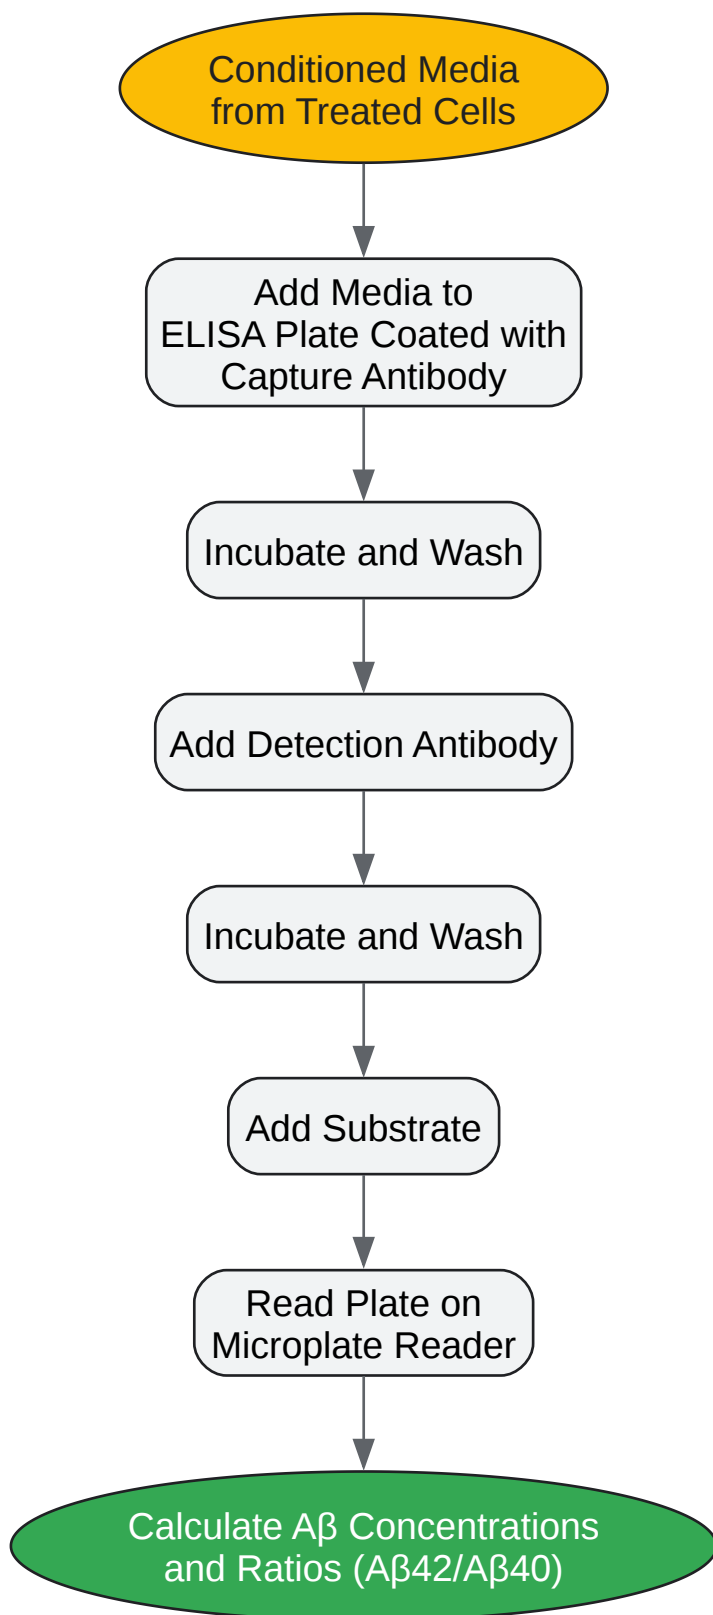 Conditioned Media
from Treated Cells
Add Media to
ELISA Plate Coated with
Capture Antibody
Incubate and Wash
Add Detection Antibody
Incubate and Wash
Add Substrate
Read Plate on
Microplate Reader
Calculate Aβ Concentrations
and Ratios (Aβ42/Aβ40)